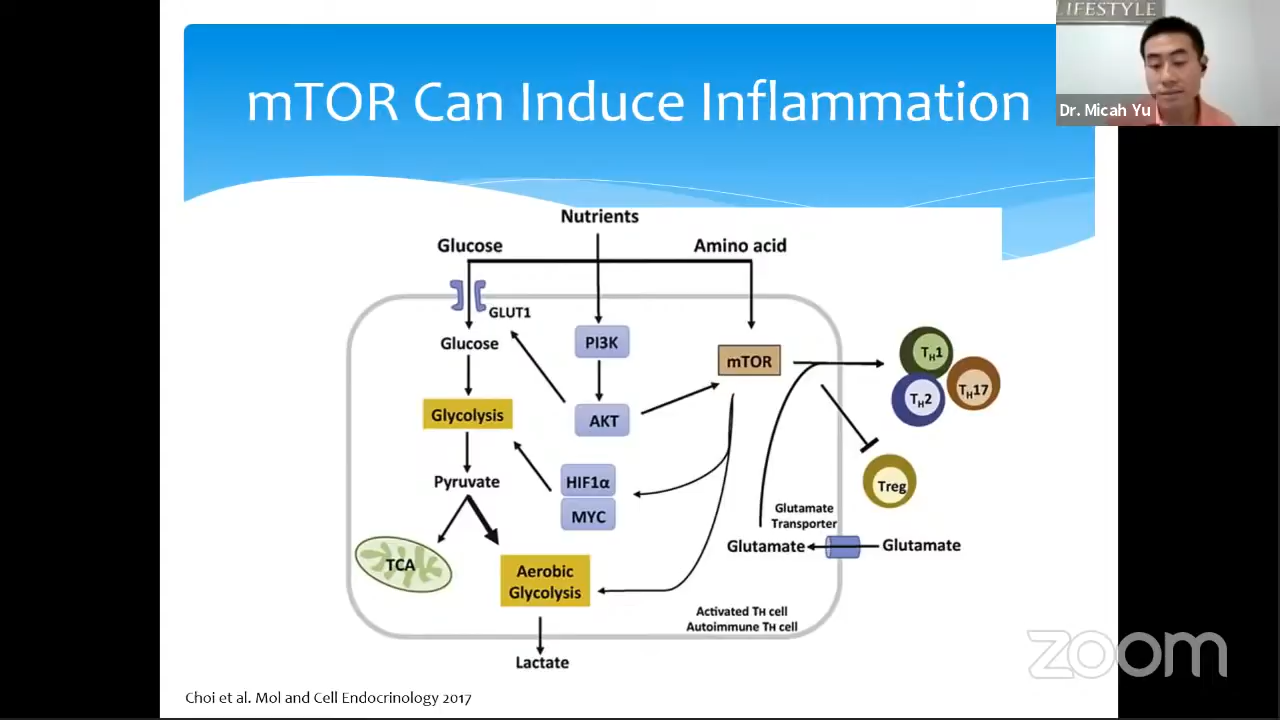 LIFESTYLE
Dr. Micah Yu
mTOR Can Induce Inflammation
Nutrients
Glucose
Amino acid
GLUT1
Glucose
PI3K
mTOR
TH1
TH2
TH17
Glycolysis
AKT
Pyruvate
HIF1α
MYC
Treg
Glutamate
Transporter
Glutamate
Glutamate
TCA
Aerobic
Glycolysis
Activated TH cell
Autoimmune TH cell
Lactate
zoom
Choi et al. Mol and Cell Endocrinology 2017